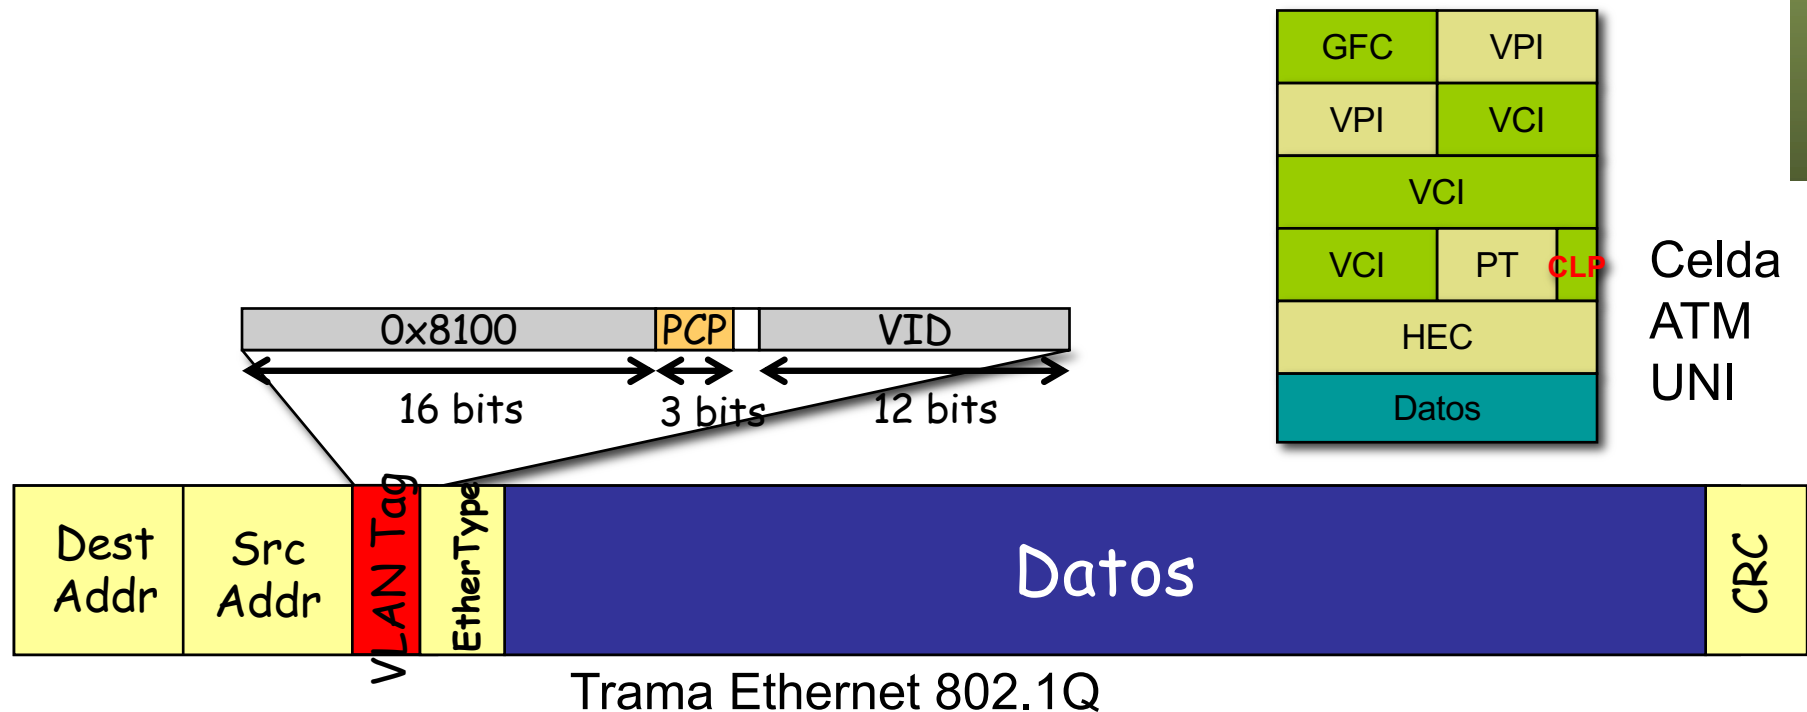 GFC VPI
VPI VCI
VCI
VCI PT CLP
HEC
Datos
Celda
ATM
UNI
0x8100 PCP VID
16 bits 3 bits 12 bits
Dest
Addr
Src
Addr
VLAN Tag
EtherType
Datos
CRC
Trama Ethernet 802.1Q